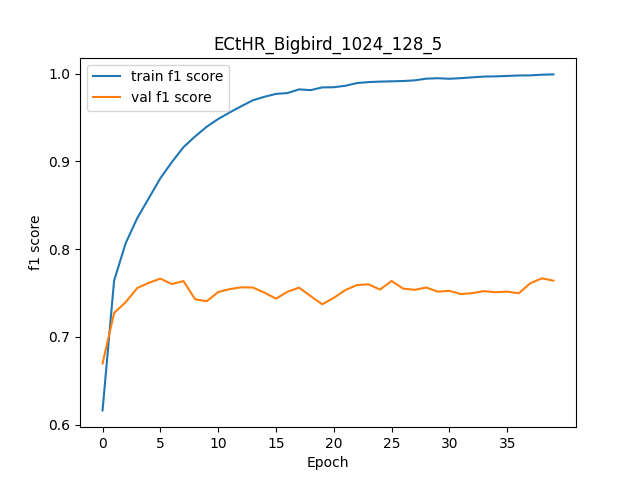 ECtHR_Bigbird_1024_128_5
train f1 score
val f1 score
1.0
0.9
0.8
0.7
0.6
f1 score
0 5 10 15 20 25 30 35
Epoch